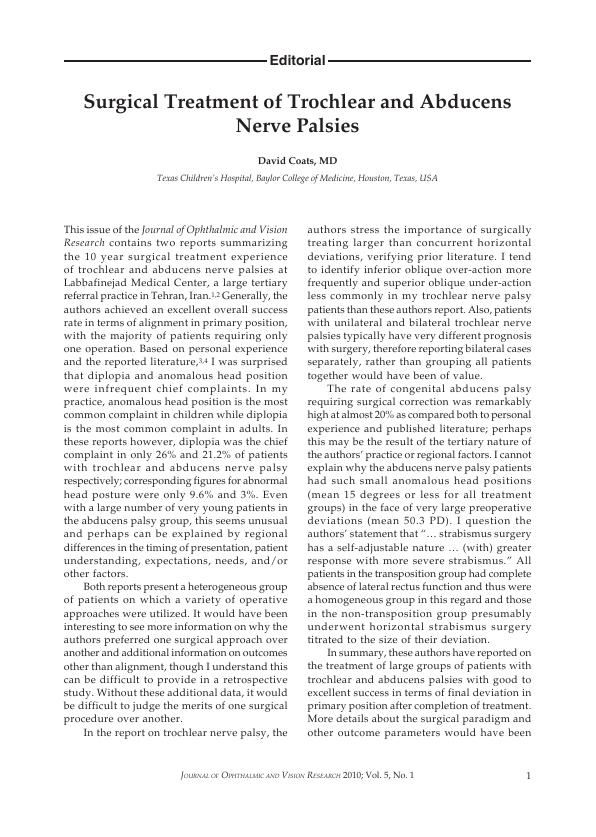 Editorial
Surgical Treatment of Trochlear and Abducens
Nerve Palsies
David Coats, MD
Texas Children's Hospital, Baylor College of Medicine, Houston, Texas, USA
This issue of the Journal of Ophthalmic and Vision
Research contains two reports summarizing
the 10 year surgical treatment experience
of trochlear and abducens nerve palsies at
Labbafinejad Medical Center, a large tertiary
referral practice in Tehran, Iran.1,2 Generally, the
authors achieved an excellent overall success
rate in terms of alignment in primary position,
with the majority of patients requiring only
one operation. Based on personal experience
and the reported literature,3,4 I was surprised
that diplopia and anomalous head position
were infrequent chief complaints. In my
practice, anomalous head position is the most
common complaint in children while diplopia
is the most common complaint in adults. In
these reports however, diplopia was the chief
complaint in only 26% and 21.2% of patients
with trochlear and abducens nerve palsy
respectively; corresponding figures for abnormal
head posture were only 9.6% and 3%. Even
with a large number of very young patients in
the abducens palsy group, this seems unusual
and perhaps can be explained by regional
differences in the timing of presentation, patient
understanding, expectations, needs, and/or
other factors.
Both reports present a heterogeneous group
of patients on which a variety of operative
approaches were utilized. It would have been
interesting to see more information on why the
authors preferred one surgical approach over
another and additional information on outcomes
other than alignment, though I understand this
can be difficult to provide in a retrospective
study. Without these additional data, it would
be difficult to judge the merits of one surgical
procedure over another.
In the report on trochlear nerve palsy, the
authors stress the importance of surgically
treating larger than concurrent horizontal
deviations, verifying prior literature. I tend
to identify inferior oblique over-action more
frequently and superior oblique under-action
less commonly in my trochlear nerve palsy
patients than these authors report. Also, patients
with unilateral and bilateral trochlear nerve
palsies typically have very different prognosis
with surgery, therefore reporting bilateral cases
separately, rather than grouping all patients
together would have been of value.
The rate of congenital abducens palsy
requiring surgical correction was remarkably
high at almost 20% as compared both to personal
experience and published literature; perhaps
this may be the result of the tertiary nature of
the authors' practice or regional factors. I cannot
explain why the abducens nerve palsy patients
had such small anomalous head positions
(mean 15 degrees or less for all treatment
groups) in the face of very large preoperative
deviations (mean 50.3 PD). I question the
authors' statement that "… strabismus surgery
has a self-adjustable nature … (with) greater
response with more severe strabismus." All
patients in the transposition group had complete
absence of lateral rectus function and thus were
a homogeneous group in this regard and those
in the non-transposition group presumably
underwent horizontal strabismus surgery
titrated to the size of their deviation.
In summary, these authors have reported on
the treatment of large groups of patients with
trochlear and abducens palsies with good to
excellent success in terms of final deviation in
primary position after completion of treatment.
More details about the surgical paradigm and
other outcome parameters would have been
Journal of Ophthalmic and Vision Research 2010; Vol. 5, No. 1
1